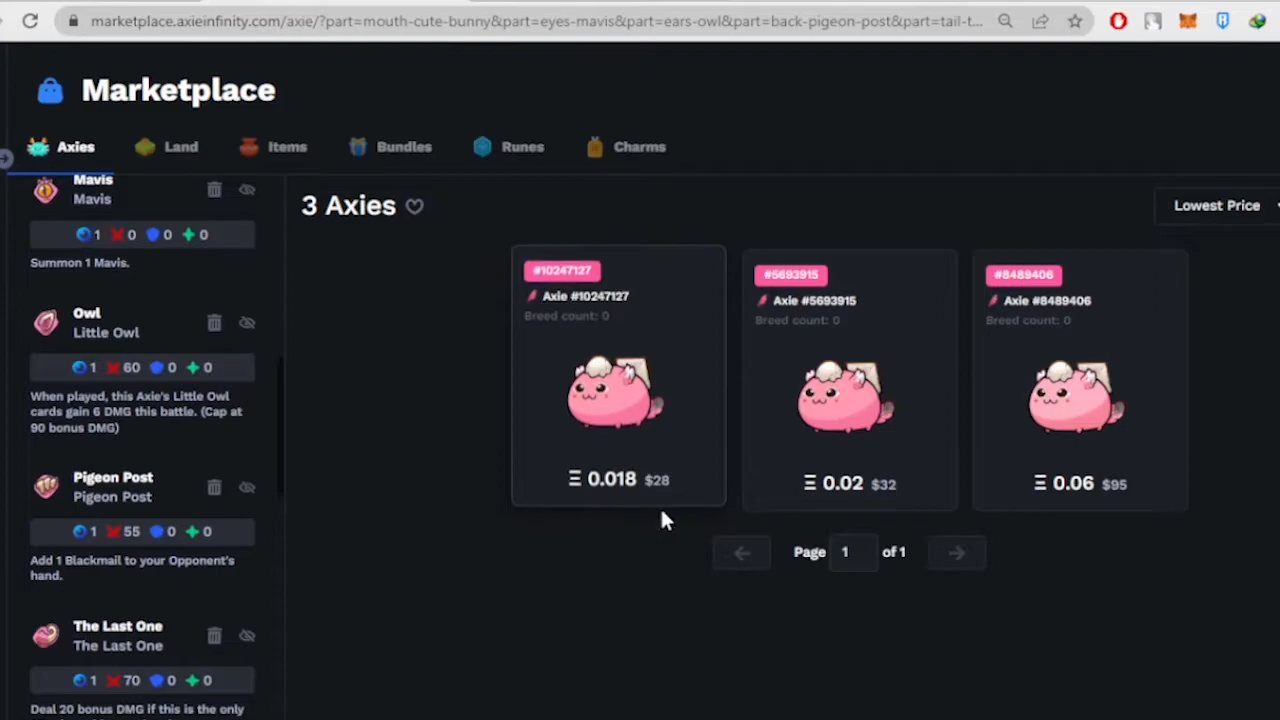 marketplace.axieinfinity.com/axie/?part=mouth-cute-bunny&part=eyes-mavis&part=ears-owl&part=back-pigeon-post&part=tail-t...
Marketplace
Axies
Land
Items
Bundles
Runes
Charms
Mavis
Mavis
1 0 0 0
Summon 1 Mavis.
Owl
Little Owl
1 60 0 0
When played, this Axie's Little Owl
cards gain 6 DMG this battle. (Cap at
90 bonus DMG)
Pigeon Post
Pigeon Post
1 55 0 0
Add 1 Blackmail to your Opponent's
hand.
The Last One
The Last One
1 70 0 0
Deal 20 bonus DMG if this is the only
3 Axies
Lowest Price
#10247127
Axie #10247127
Breed count: 0
Ξ 0.018 $28
#5693915
Axie #5693915
Breed count: 0
Ξ 0.02 $32
#8489406
Axie #8489406
Breed count: 0
Ξ 0.06 $95
Page 1 of 1